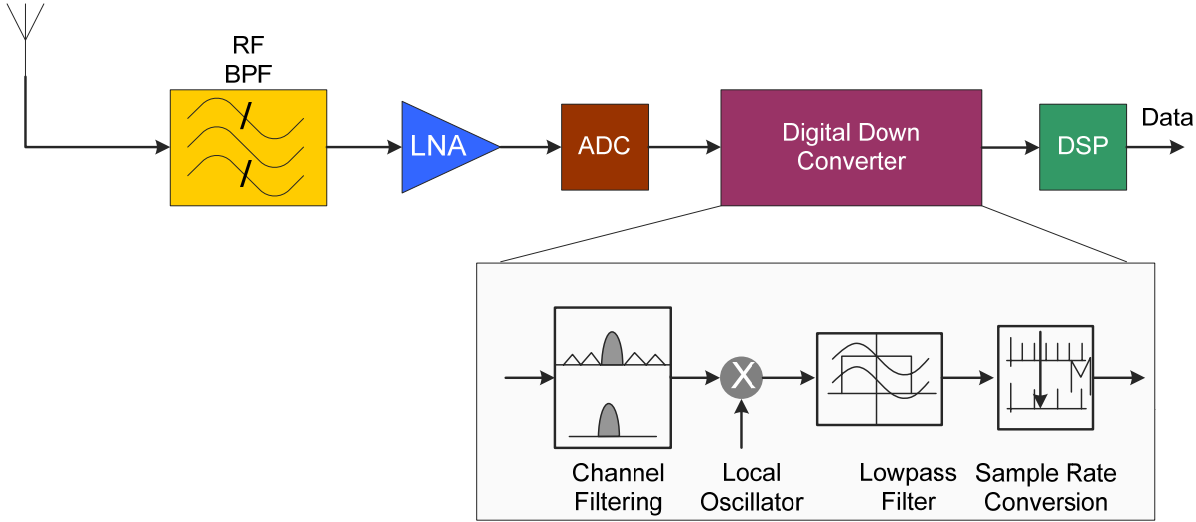 RF
BPF
LNA
ADC
Digital Down
Converter
DSP
Data
X
Channel
Filtering
Local
Oscillator
Lowpass
Filter
Sample Rate
Conversion